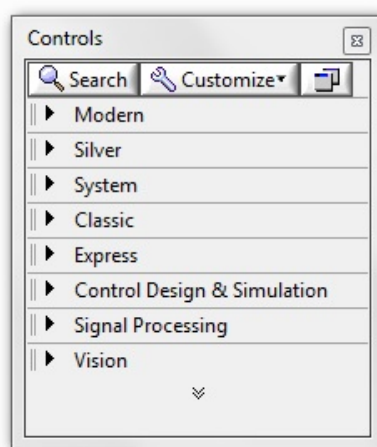 Controls
Search Customize
Modern
Silver
System
Classic
Express
Control Design & Simulation
Signal Processing
Vision